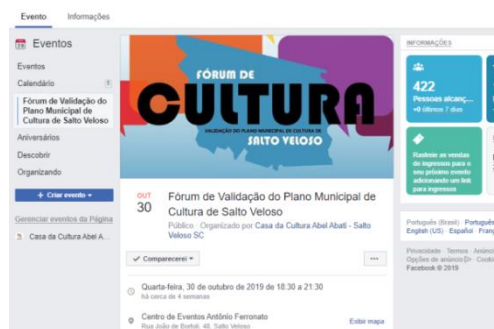 Evento Informações
Eventos
Eventos
Calendário 6
Fórum de Validação do
Plano Municipal de
Cultura de Salto Veloso
Aniversários
Descobrir
Organizando
+ Criar evento
Gerenciar eventos da Página
Casa da Cultura Abel A...
FÓRUM DE
CULTURA
VALIDAÇÃO DO PLANO MUNICIPAL DE CULTURA DE
SALTO VELOSO
OUT
30
Fórum de Validação do Plano Municipal de
Cultura de Salto Veloso
Público · Organizado por Casa da Cultura Abel Abati - Salto
Veloso SC
Comparecerei
Quarta-feira, 30 de outubro de 2019 de 18:30 a 21:30
há cerca de 4 semanas
Centro de Eventos Antônio Ferronato
Rua João de Borfoli, 48, Salto Veloso
Exibir mapa
INFORMAÇÕES
422
Pessoas alcanç...
+0 últimos 7 dias
Rastreie as vendas
de ingressos para o
seu próximo evento
adicionando um link
para ingressos
Português (Brasil) · Português
English (US) · Español · Franç
Privacidade · Termos · Anúnc
Opções de anúncio · Cooki
Facebook © 2019